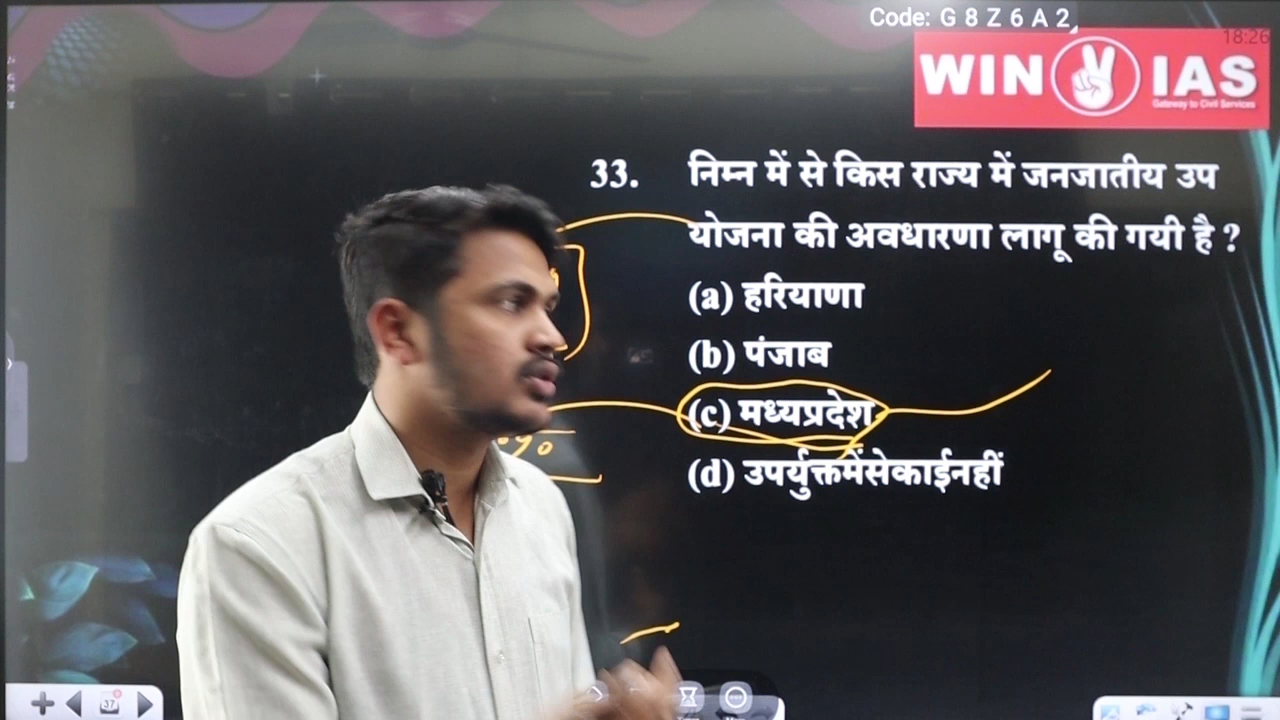 Code: G 8 Z 6 A 2
18:26
WIN IAS
Gateway to Civil Services
33. निम्न में से किस राज्य में जनजातीय उप
योजना की अवधारणा लागू की गयी है ?
(a) हरियाणा
(b) पंजाब
(c) मध्यप्रदेश
(d) उपर्युक्तमेंसेकाईनहीं
37